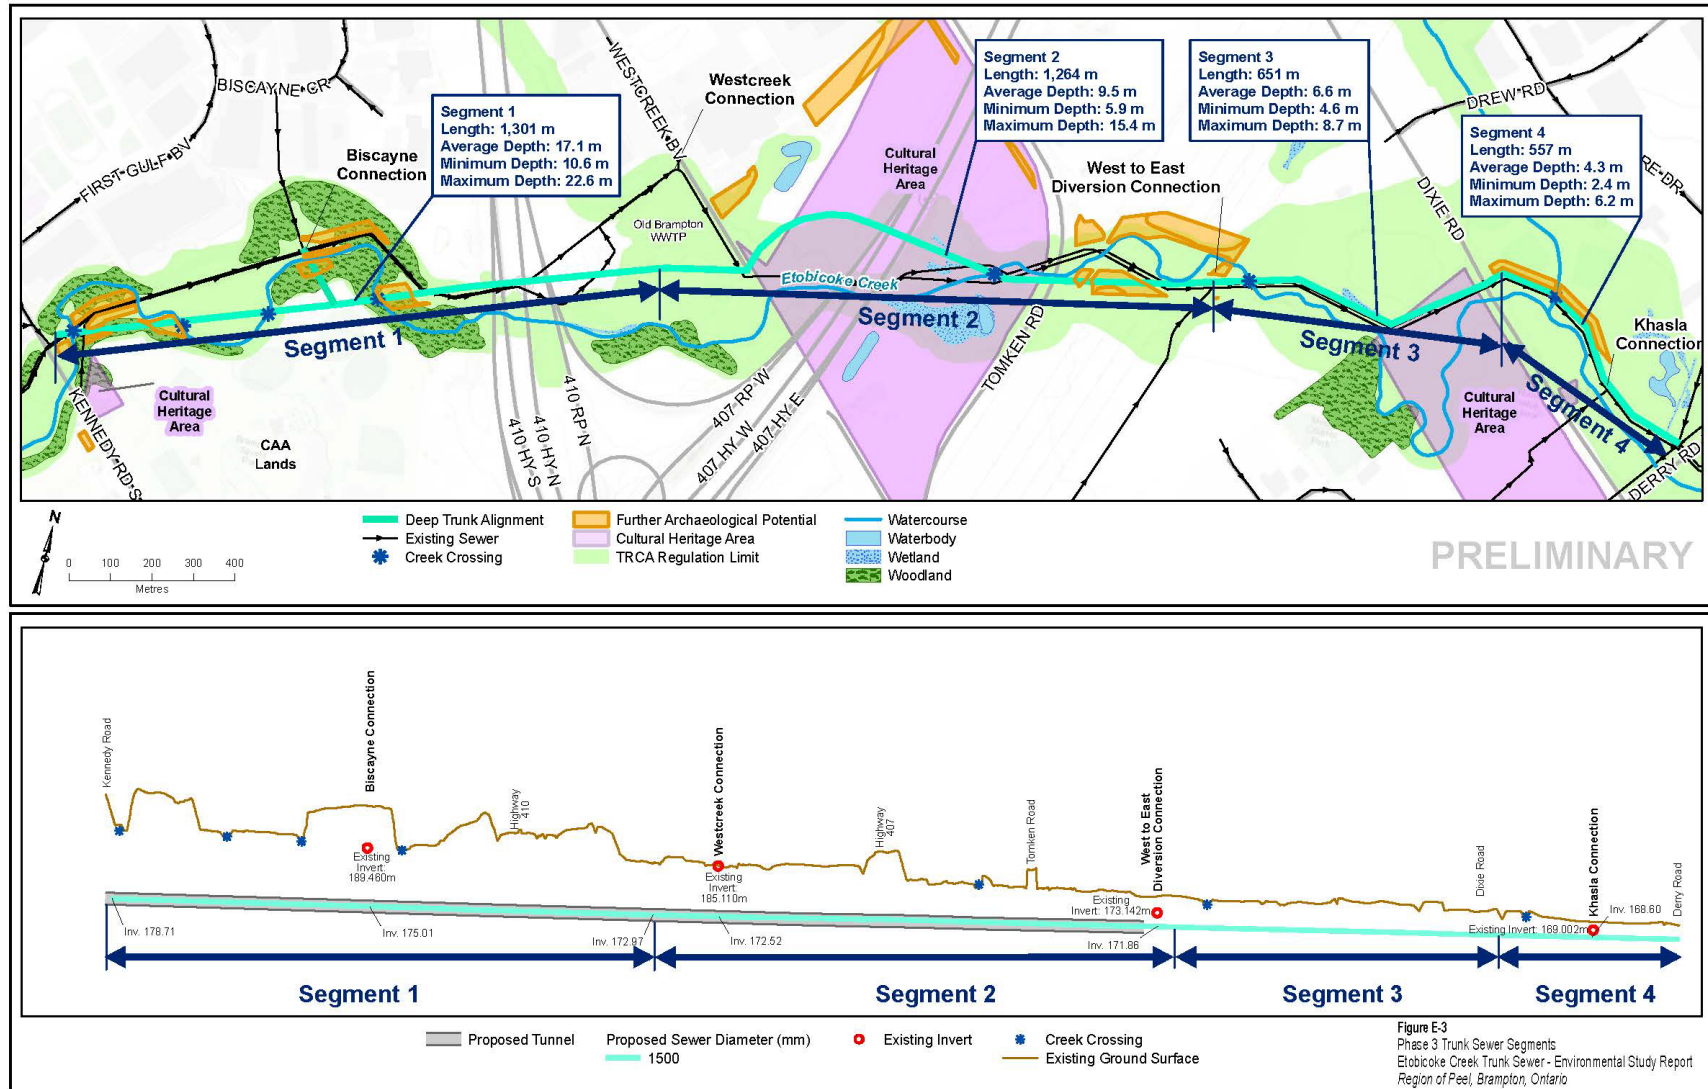 BISCAYNE CR
FIRST GULF BV
WESTCREEK BV
Westcreek
Connection
Biscayne
Connection
Segment 1
Length: 1,301 m
Average Depth: 17.1 m
Minimum Depth: 10.6 m
Maximum Depth: 22.6 m
Segment 2
Length: 1,264 m
Average Depth: 9.5 m
Minimum Depth: 5.9 m
Maximum Depth: 15.4 m
Segment 3
Length: 651 m
Average Depth: 6.6 m
Minimum Depth: 4.6 m
Maximum Depth: 8.7 m
Segment 4
Length: 557 m
Average Depth: 4.3 m
Minimum Depth: 2.4 m
Maximum Depth: 6.2 m
DREW RD
RE DR
DIXIE RD
Cultural
Heritage
Area
West to East
Diversion Connection
Old Brampton
WWTP
Etobicoke Creek
Segment 1
Segment 2
Segment 3
Segment 4
Khasla
Connection
TOMKEN RD
KENNEDY RD S
Cultural
Heritage
Area
CAA
Lands
410 HY S
410 HY N
410 RP N
407 RP W
407 HY W
407 HY E
Cultural
Heritage
Area
DERRY RD
N
0 100 200 300 400
Metres
Deep Trunk Alignment
Existing Sewer
Creek Crossing
Further Archaeological Potential
Cultural Heritage Area
TRCA Regulation Limit
Watercourse
Waterbody
Wetland
Woodland
PRELIMINARY
Kennedy Road
Biscayne Connection
Highway
410
Westcreek Connection
Highway
407
Tomken Road
West to East
Diversion Connection
Dixie Road
Khasla Connection
Derry Road
Existing
Invert:
189.460m
Existing
Invert:
185.110m
Existing
Invert: 173.142m
Existing Invert: 169.002m
Inv. 168.60
Inv. 178.71
Inv. 175.01
Inv. 172.97
Inv. 172.52
Inv. 171.86
Segment 1
Segment 2
Segment 3
Segment 4
Proposed Tunnel
Proposed Sewer Diameter (mm)
1500
Existing Invert
Creek Crossing
Existing Ground Surface
Figure E-3
Phase 3 Trunk Sewer Segments
Etobicoke Creek Trunk Sewer - Environmental Study Report
Region of Peel, Brampton, Ontario